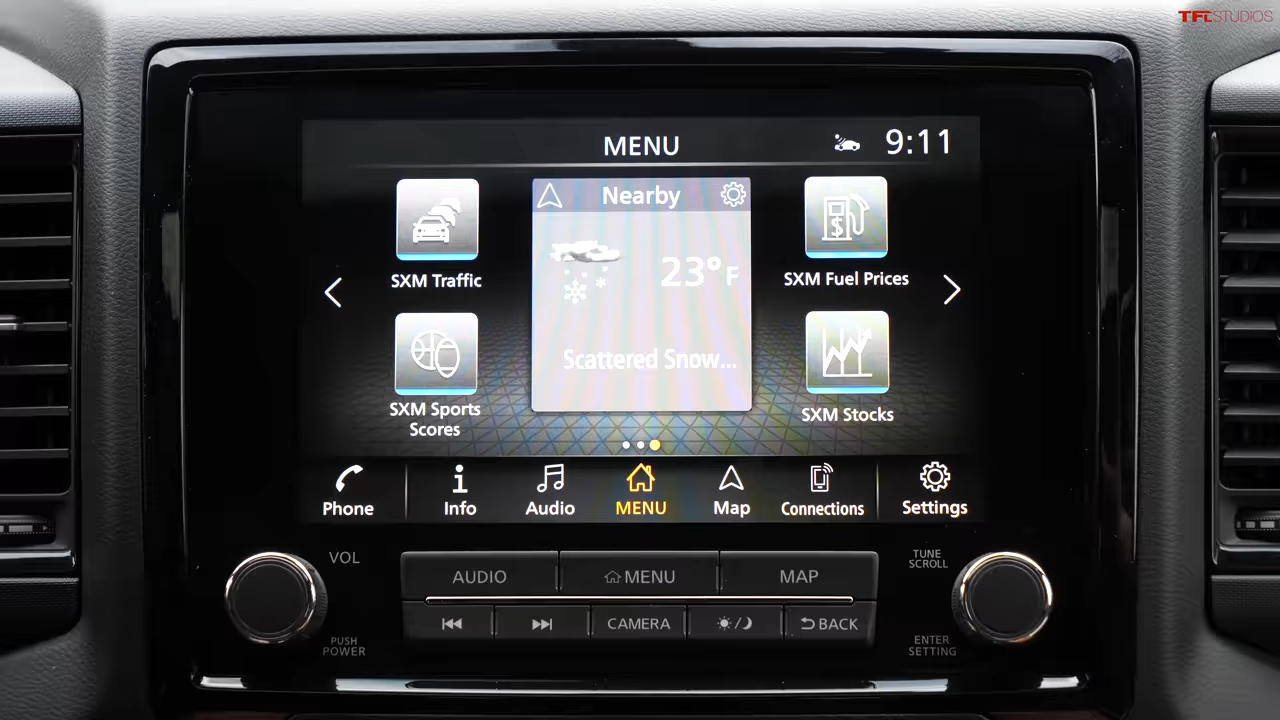 TFLSTUDIOS
MENU
9:11
Nearby
23°F
Scattered Snow...
SXM Traffic
SXM Fuel Prices
SXM Sports
Scores
SXM Stocks
Phone
Info
Audio
MENU
Map
Connections
Settings
VOL
PUSH
POWER
AUDIO
MENU
MAP
CAMERA
BACK
TUNE
SCROLL
ENTER
SETTING